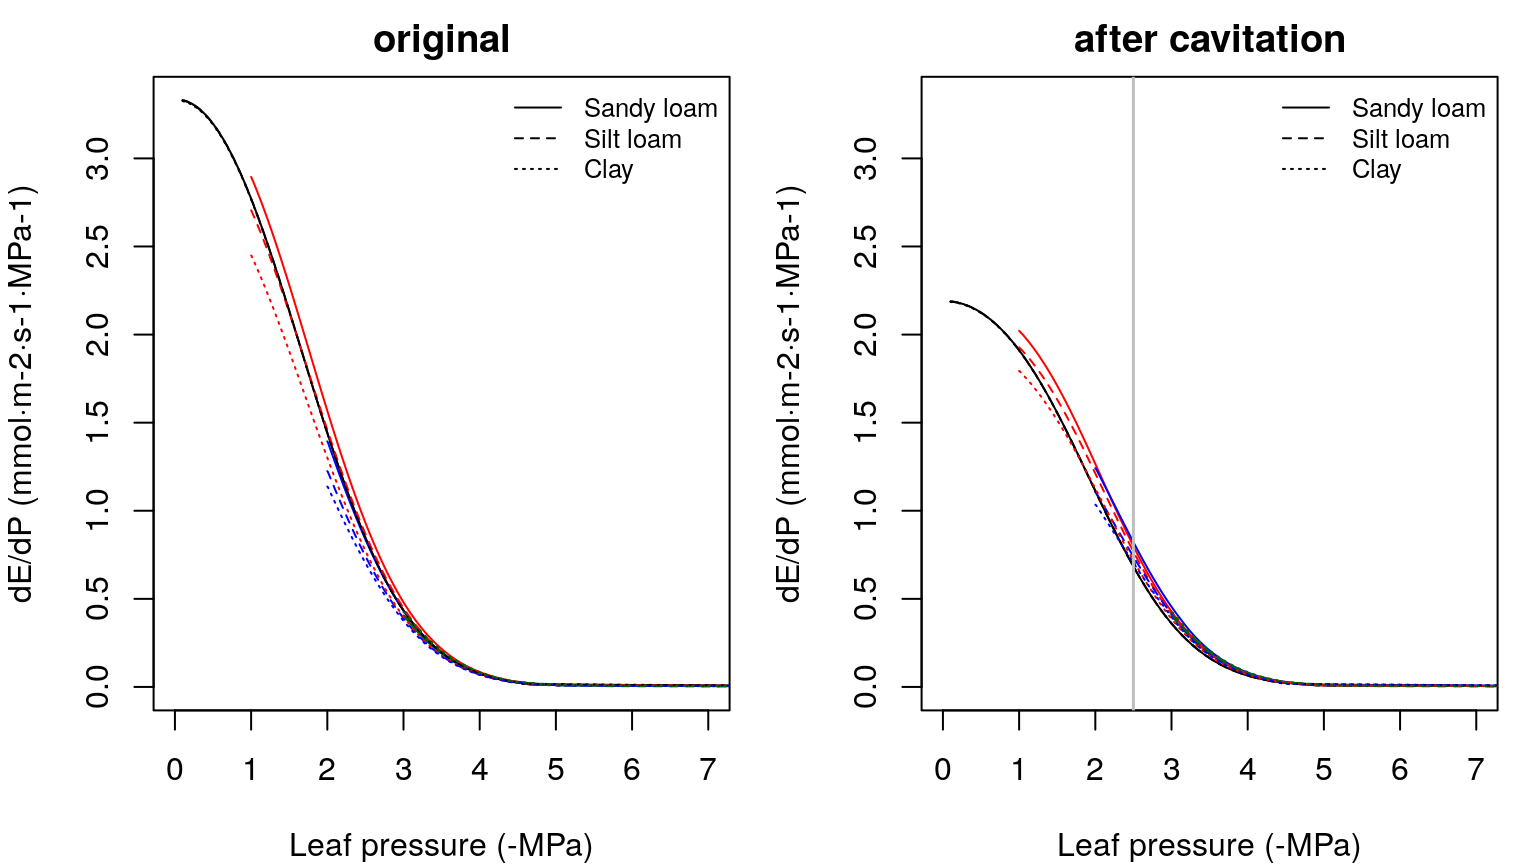 original
dE/dP (mmol·m-2·s-1·MPa-1)
3.0
2.5
2.0
1.5
1.0
0.5
0.0
Sandy loam
Silt loam
Clay
0 1 2 3 4 5 6 7
Leaf pressure (-MPa)
after cavitation
dE/dP (mmol·m-2·s-1·MPa-1)
3.0
2.5
2.0
1.5
1.0
0.5
0.0
Sandy loam
Silt loam
Clay
0 1 2 3 4 5 6 7
Leaf pressure (-MPa)